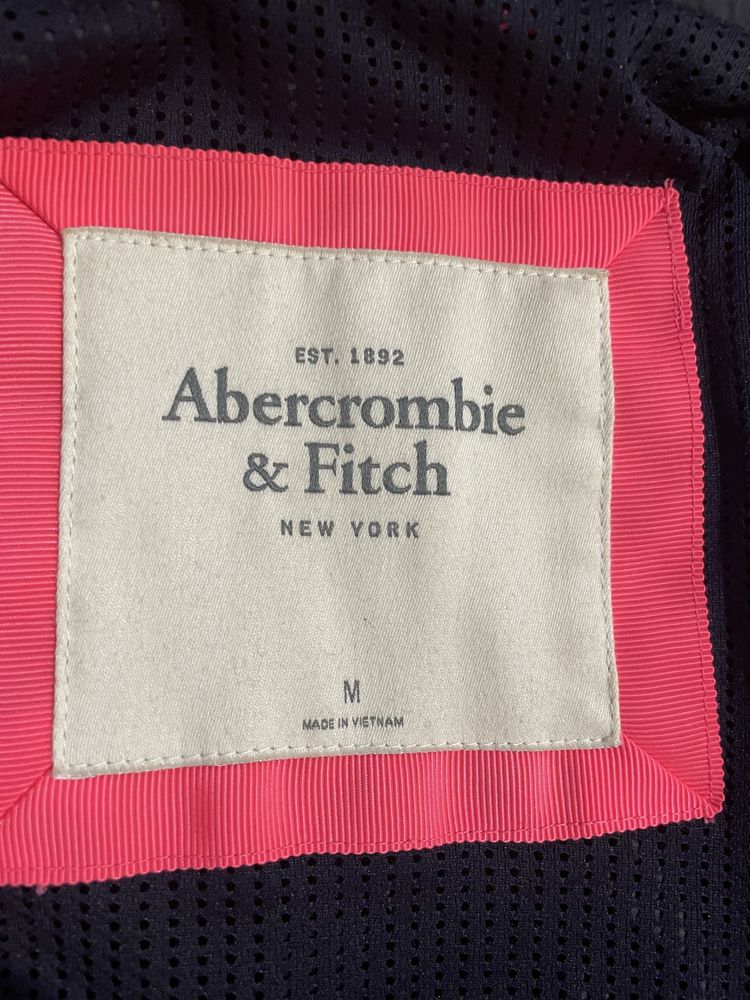 EST. 1892
Abercrombie
& Fitch
NEW YORK
M
MADE IN VIETNAM